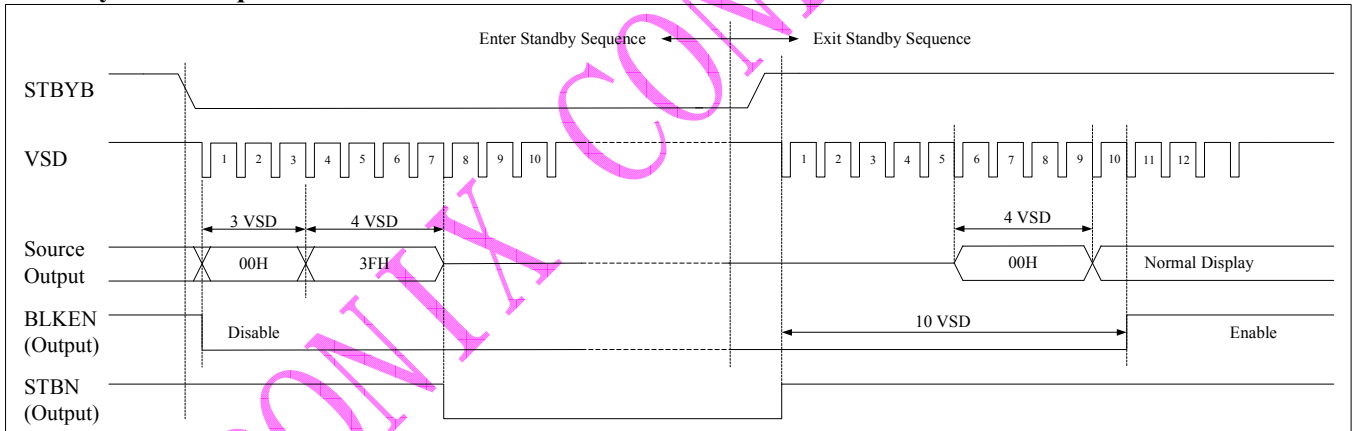 Enter Standby Sequence
Exit Standby Sequence
STBYB
VSD
1 2 3 4 5 6 7 8 9 10
1 2 3 4 5 6 7 8 9 10 11 12
3 VSD
4 VSD
4 VSD
Source
Output
00H
3FH
00H
Normal Display
BLKEN
(Output)
Disable
10 VSD
Enable
STBN
(Output)
CONIX CON